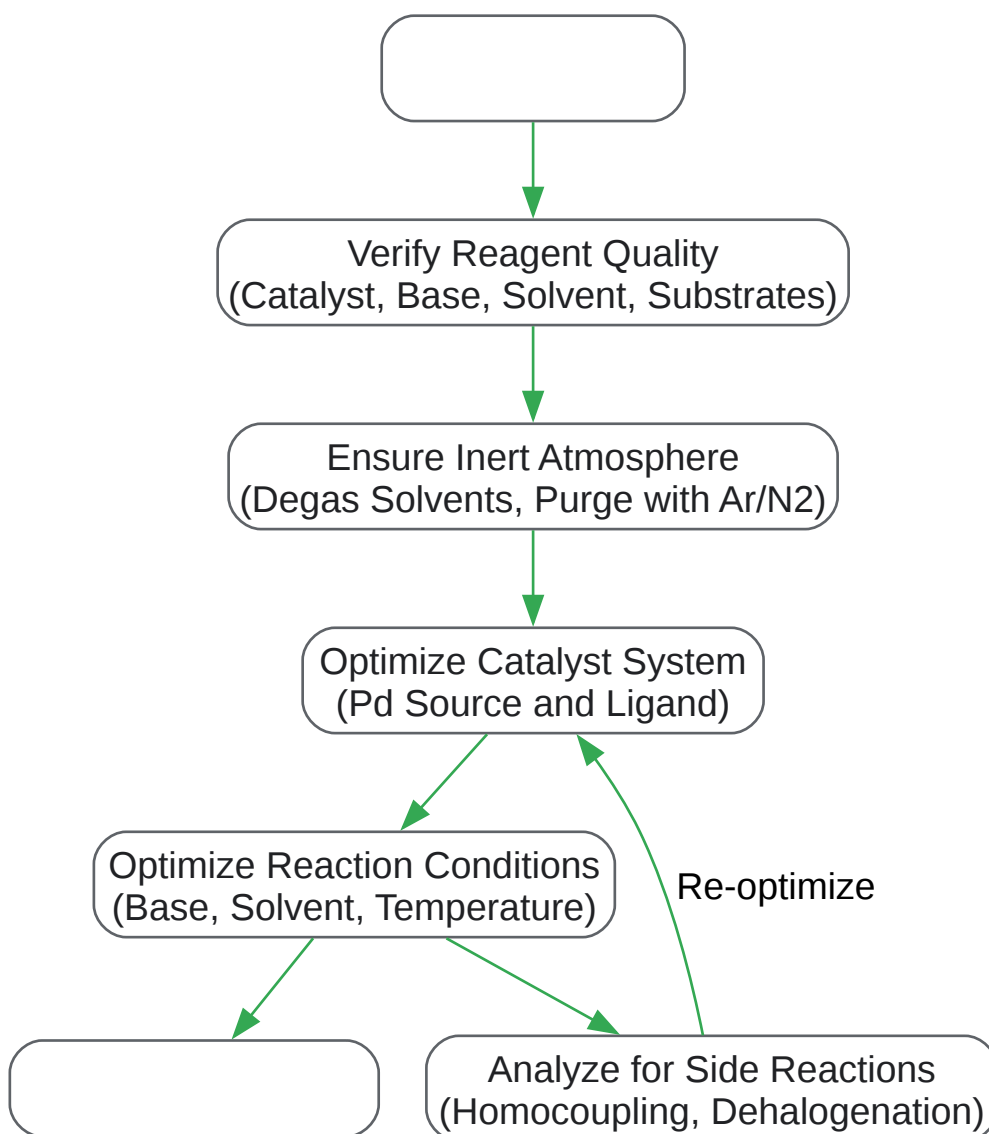 Verify Reagent Quality
(Catalyst, Base, Solvent, Substrates)
Ensure Inert Atmosphere
(Degas Solvents, Purge with Ar/N2)
Optimize Catalyst System
(Pd Source and Ligand)
Optimize Reaction Conditions
(Base, Solvent, Temperature)
Re-optimize
Analyze for Side Reactions
(Homocoupling, Dehalogenation)